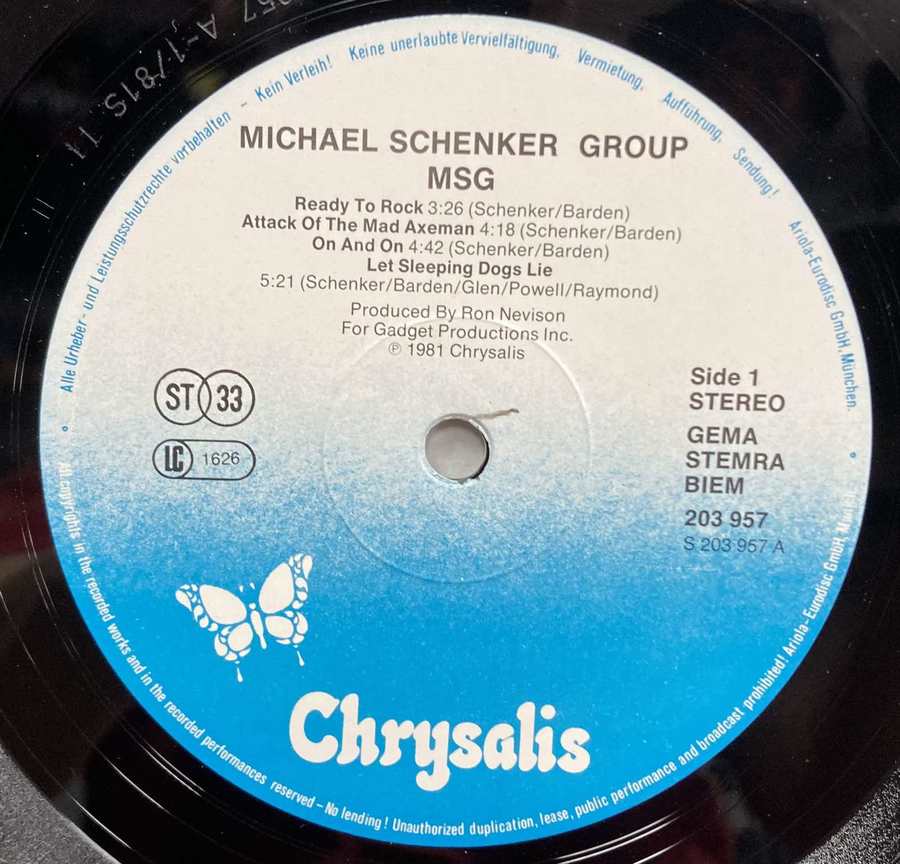 957 A-1/81S 11
Alle Urheber- und Leistungsschutzrechte vorbehalten - Kein Verleih! Keine unerlaubte Vervielfältigung, Vermietung, Aufführung, Sendung! Ariola-Eurodisc GmbH, München.
MICHAEL SCHENKER GROUP
MSG
Ready To Rock 3:26 (Schenker/Barden)
Attack Of The Mad Axeman 4:18 (Schenker/Barden)
On And On 4:42 (Schenker/Barden)
Let Sleeping Dogs Lie
5:21 (Schenker/Barden/Glen/Powell/Raymond)
Produced By Ron Nevison
For Gadget Productions Inc.
℗ 1981 Chrysalis
ST 33
LC 1626
Side 1
STEREO
GEMA
STEMRA
BIEM
203 957
S 203 957 A
Chrysalis
All copyrights in the recorded works and in the recorded performances reserved – No lending! Unauthorized duplication, lease, public performance and broadcast prohibited! Ariola-Eurodisc GmbH,